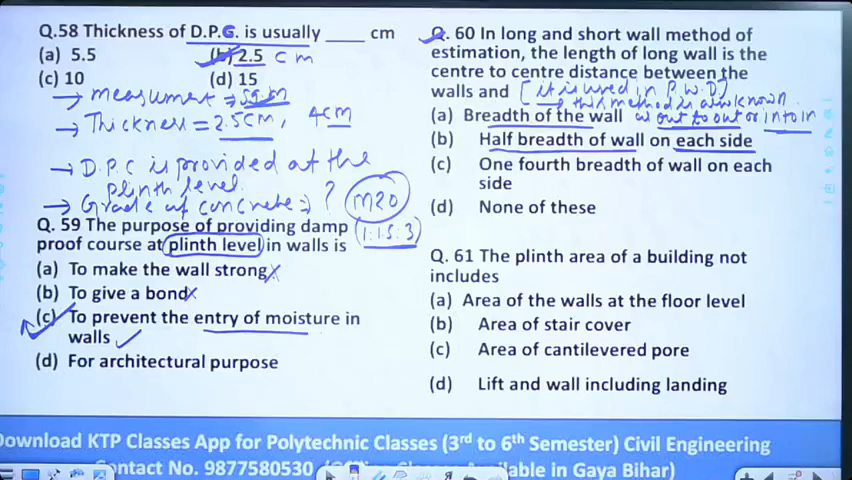 Q.58 Thickness of D.P.G. is usually ____ cm
(a) 5.5 (b) 2.5 cm
(c) 10 (d) 15
→ measument =
→ Thickness = 2.5cm, 4cm
→ D.P.C is provided at the
plinth level.
→ Grade of concrete => ? M20
(1:1.5:3)
Q. 59 The purpose of providing damp
proof course at plinth level in walls is
(a) To make the wall strong
(b) To give a bond
(c) To prevent the entry of moisture in
walls
(d) For architectural purpose
Q. 60 In long and short wall method of
estimation, the length of long wall is the
centre to centre distance between the
walls and [it is used in P.W.D]
→ this method is also known
(a) Breadth of the wall as out to out or in to in
(b) Half breadth of wall on each side
(c) One fourth breadth of wall on each
side
(d) None of these
Q. 61 The plinth area of a building not
includes
(a) Area of the walls at the floor level
(b) Area of stair cover
(c) Area of cantilevered pore
(d) Lift and wall including landing
Download KTP Classes App for Polytechnic Classes (3rd to 6th Semester) Civil Engineering
Contact No. 9877580530 in Gaya Bihar)